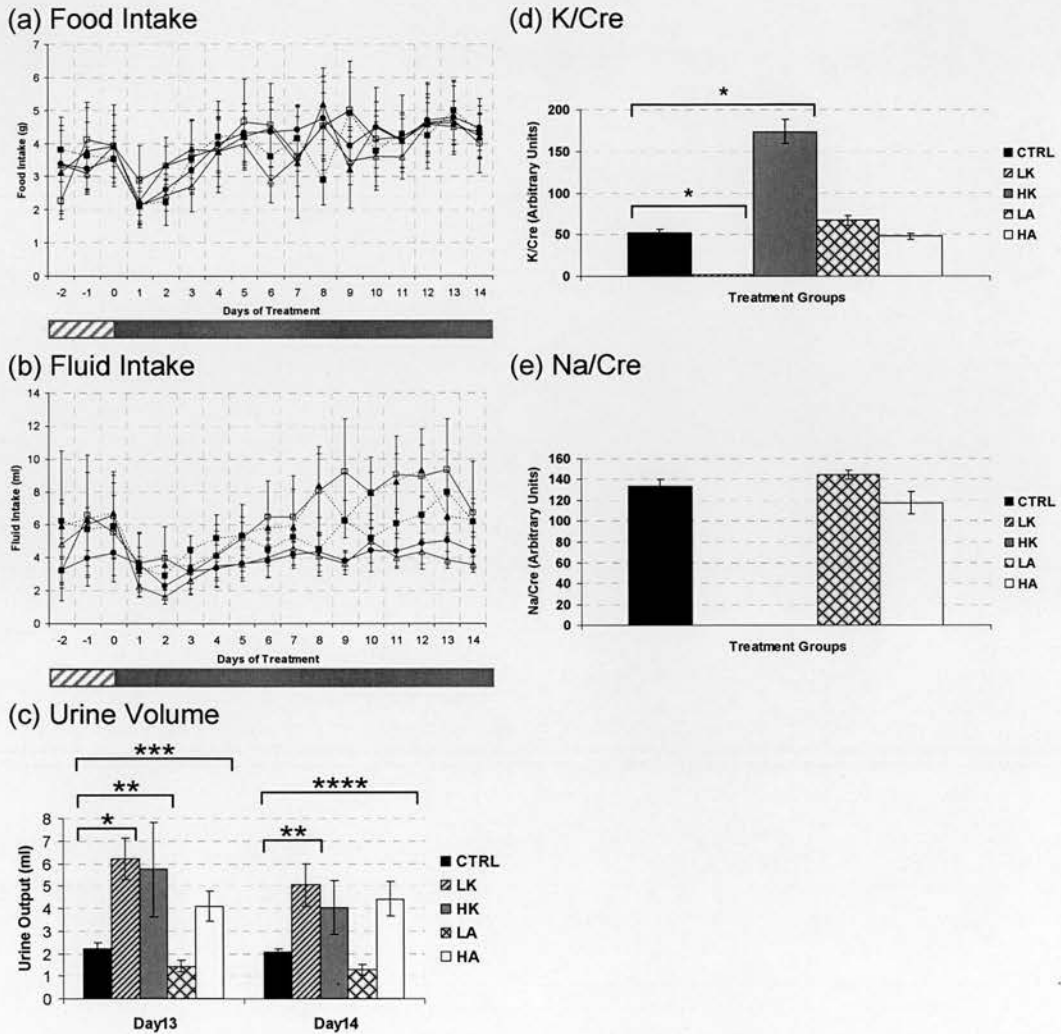 (a) Food Intake
7
6
5
4
3
2
1
0
Food Intake (g)
-2 -1 0 1 2 3 4 5 6 7 8 9 10 11 12 13 14
Days of Treatment
(b) Fluid Intake
14
12
10
8
6
4
2
0
Fluid Intake (ml)
-2 -1 0 1 2 3 4 5 6 7 8 9 10 11 12 13 14
Days of Treatment
(c) Urine Volume
***
**
*
****
**
8
7
6
5
4
3
2
1
0
Urine Output (ml)
Day13 Day14
CTRL
LK
HK
LA
HA
(d) K/Cre
*
*
200
150
100
50
0
K/Cre (Arbitrary Units)
Treatment Groups
CTRL
LK
HK
LA
HA
(e) Na/Cre
160
140
120
100
80
60
40
20
0
Na/Cre (Arbitrary Units)
Treatment Groups
CTRL
LK
HK
LA
HA